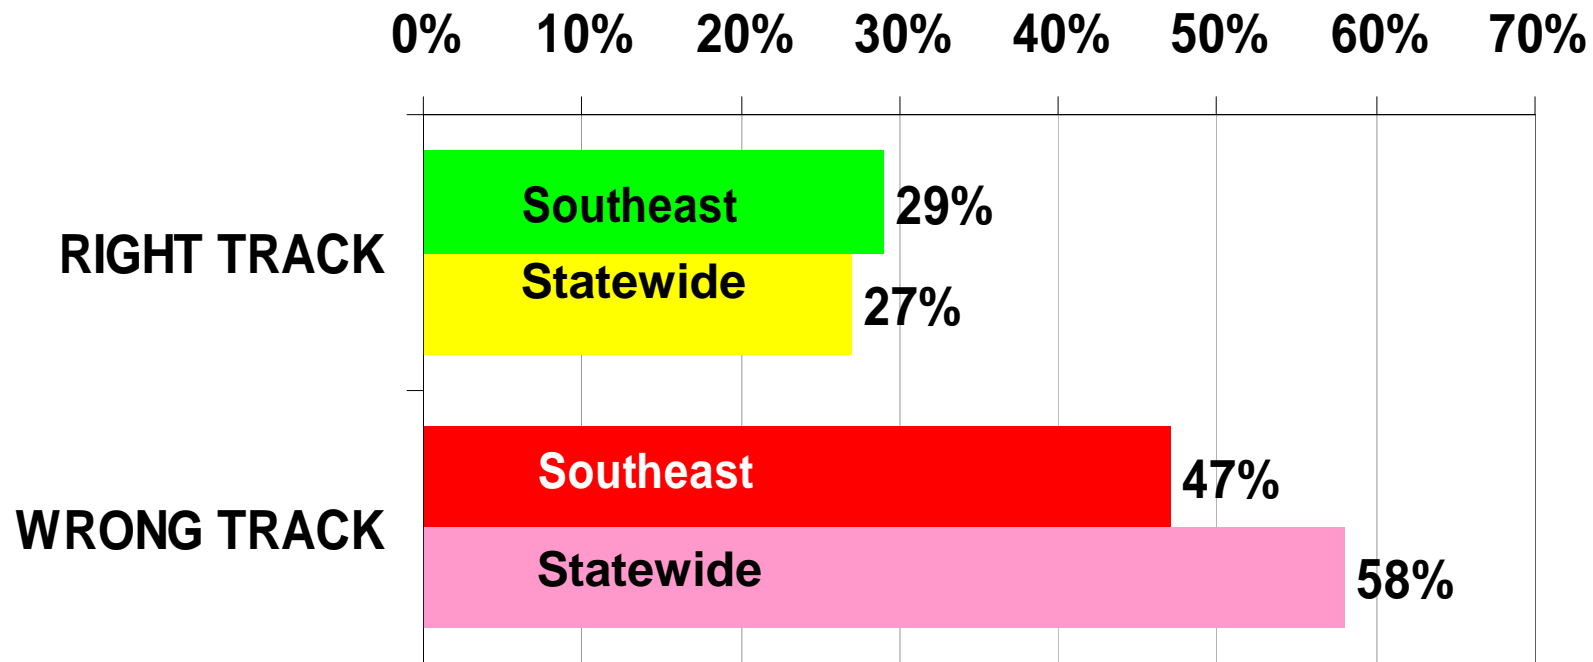 0% 10% 20% 30% 40% 50% 60% 70%
RIGHT TRACK
Southeast 29%
Statewide 27%
WRONG TRACK
Southeast 47%
Statewide 58%